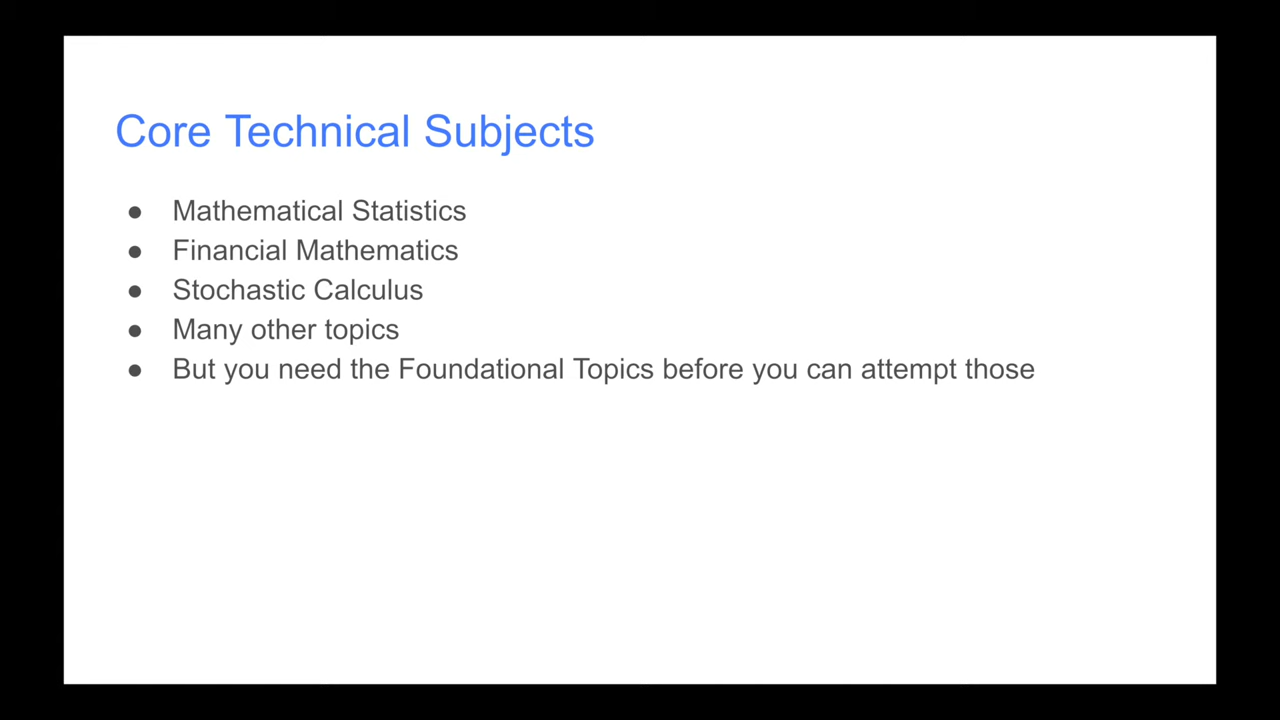 Core Technical Subjects
● Mathematical Statistics
● Financial Mathematics
● Stochastic Calculus
● Many other topics
● But you need the Foundational Topics before you can attempt those